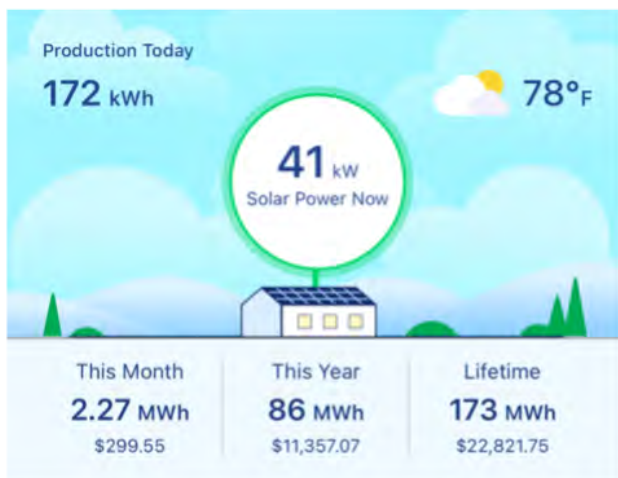 Production Today
172 kWh
78°F
41 kW
Solar Power Now
This Month
This Year
Lifetime
2.27 MWh
86 MWh
173 MWh
$299.55
$11,357.07
$22,821.75